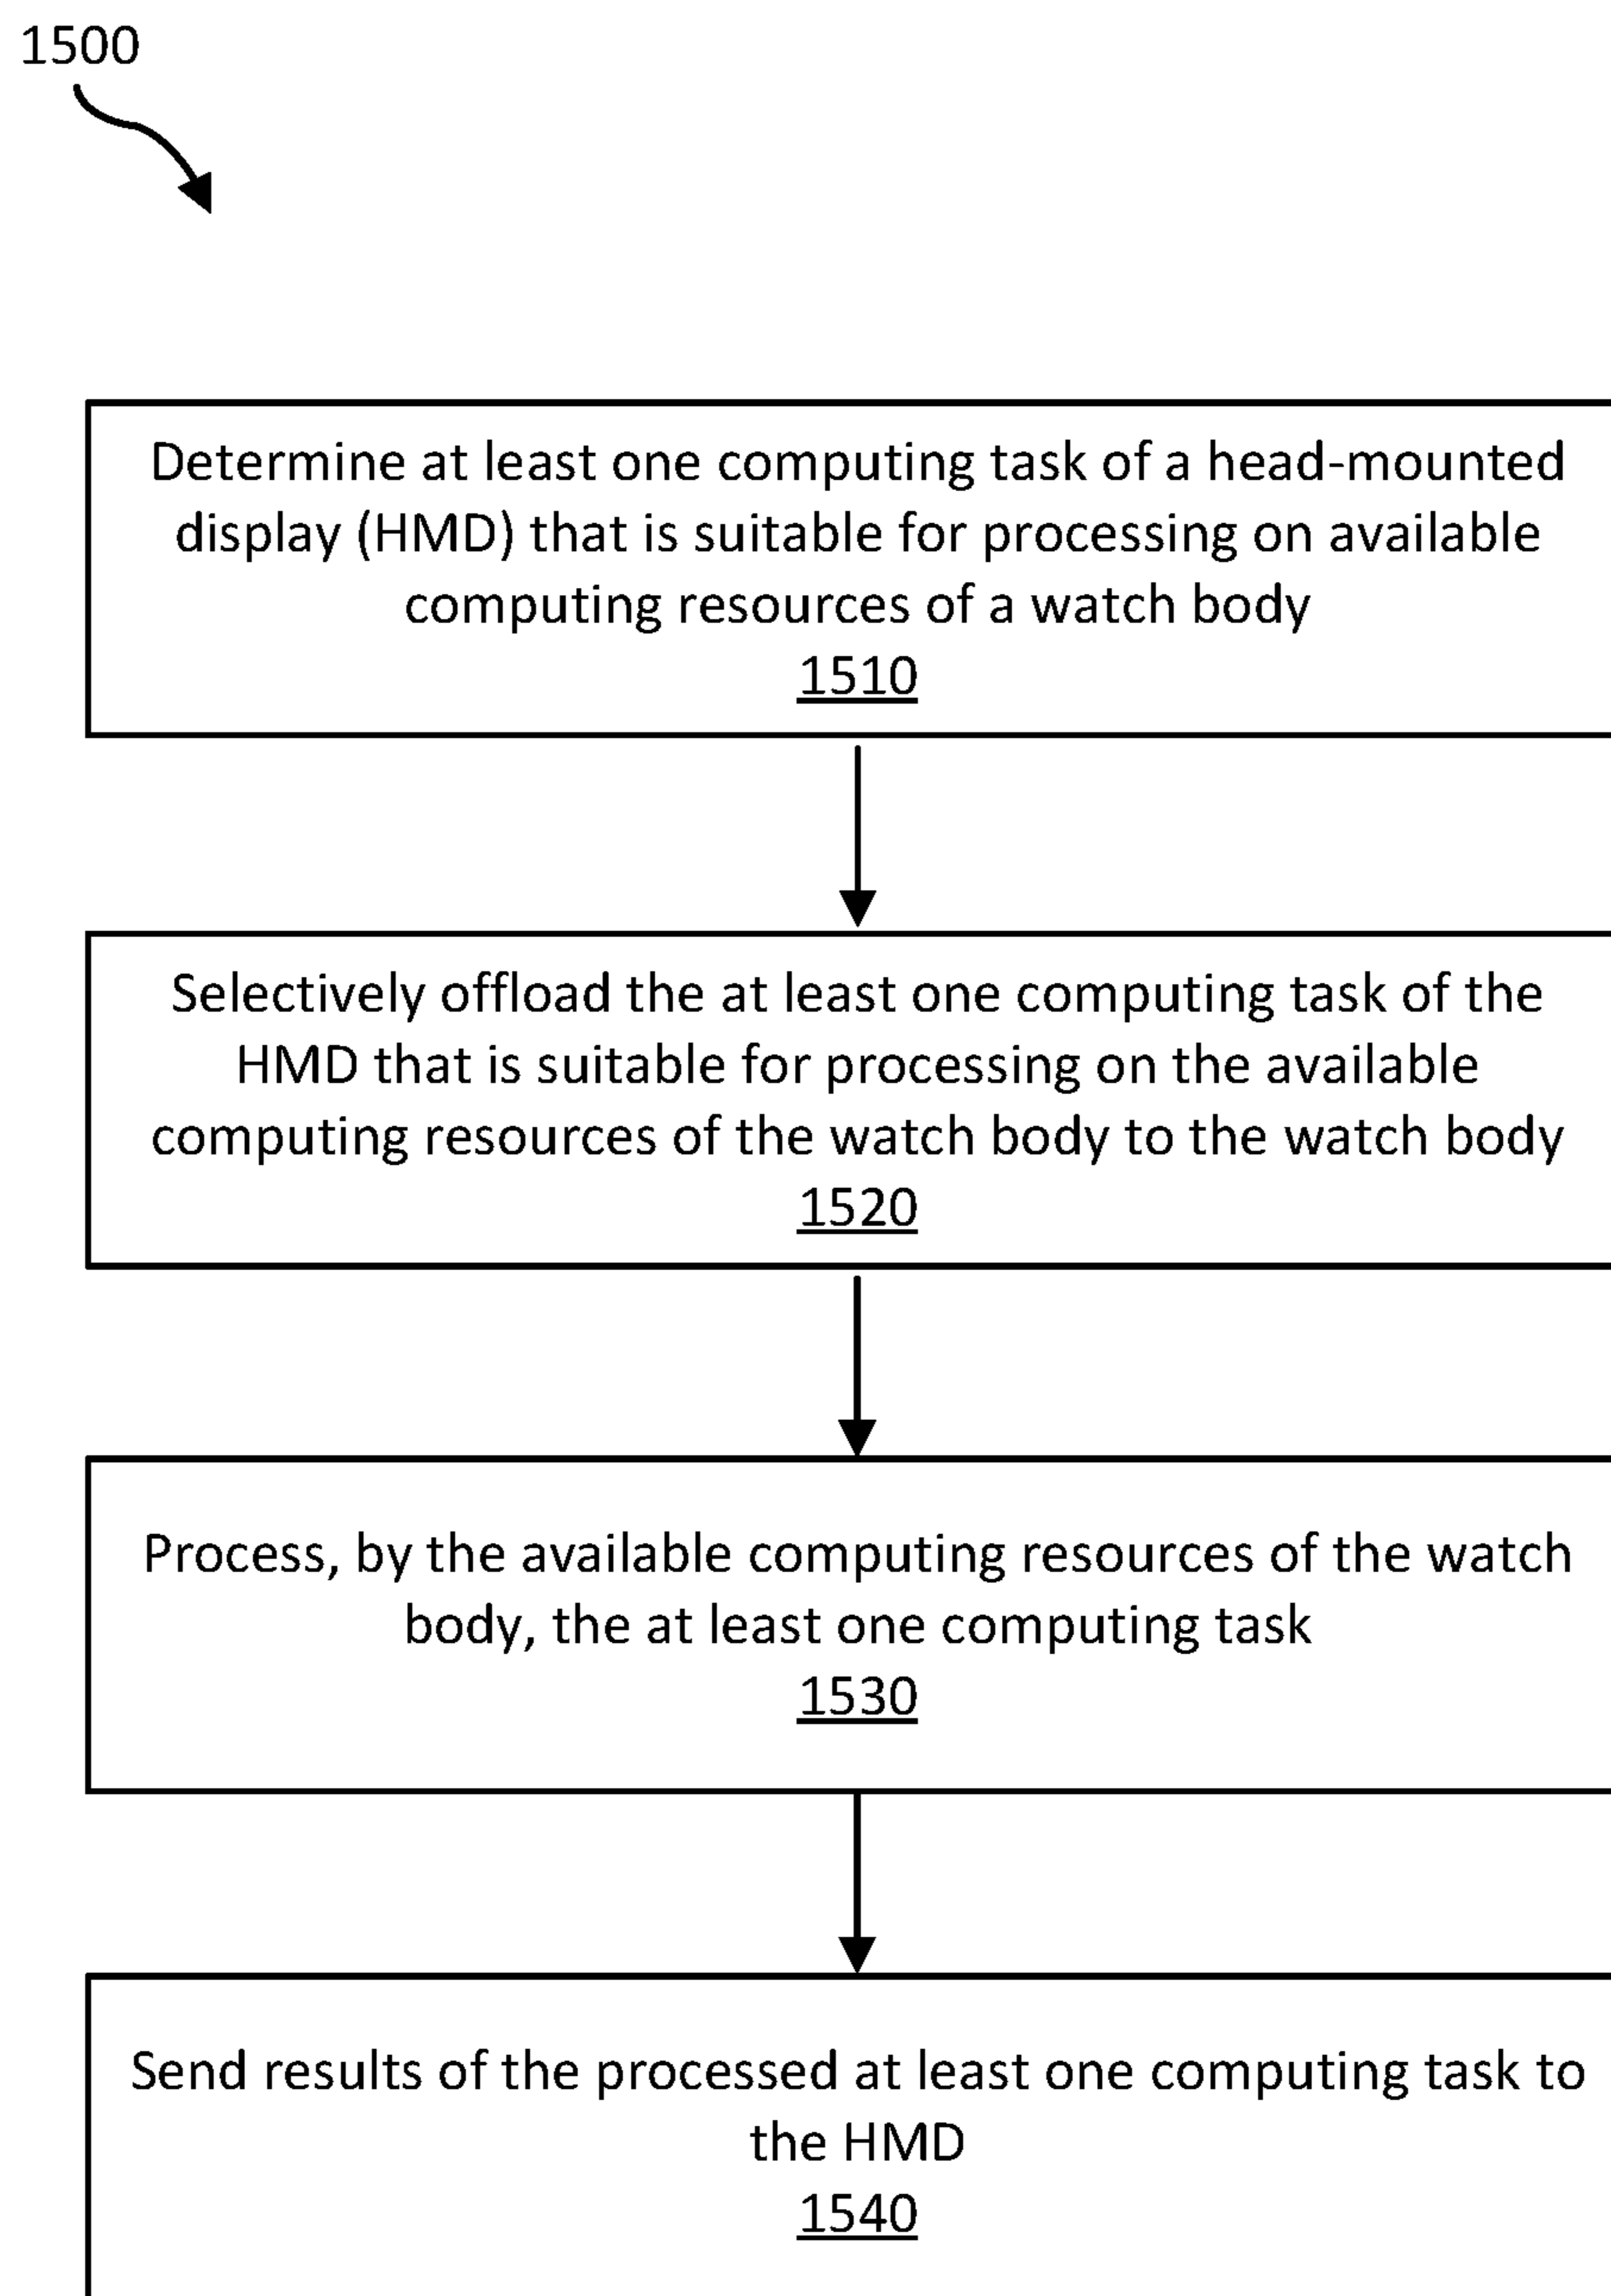 1500
Determine at least one computing task of a head-mounted
display (HMD) that is suitable for processing on available
computing resources of a watch body
1510
Selectively offload the at least one computing task of the
HMD that is suitable for processing on the available
computing resources of the watch body to the watch body
1520
Process, by the available computing resources of the watch
body, the at least one computing task
1530
Send results of the processed at least one computing task to
the HMD
1540